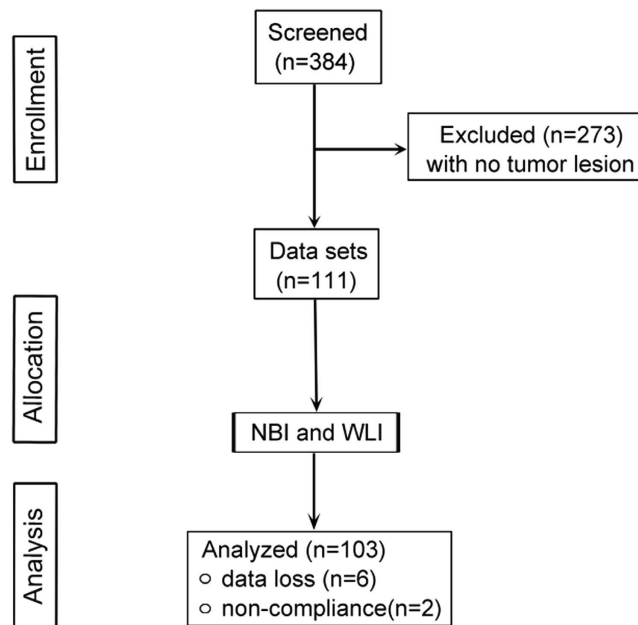 Enrollment
Screened
(n=384)
Excluded (n=273)
with no tumor lesion
Data sets
(n=111)
Allocation
NBI and WLI
Analysis
Analyzed (n=103)
○ data loss (n=6)
○ non-compliance(n=2)